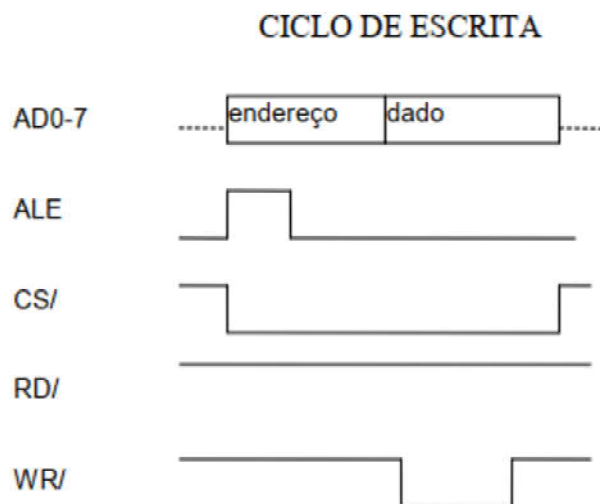 CICLO DE ESCRITA
AD0-7
endereço dado
ALE
CS/
RD/
WR/